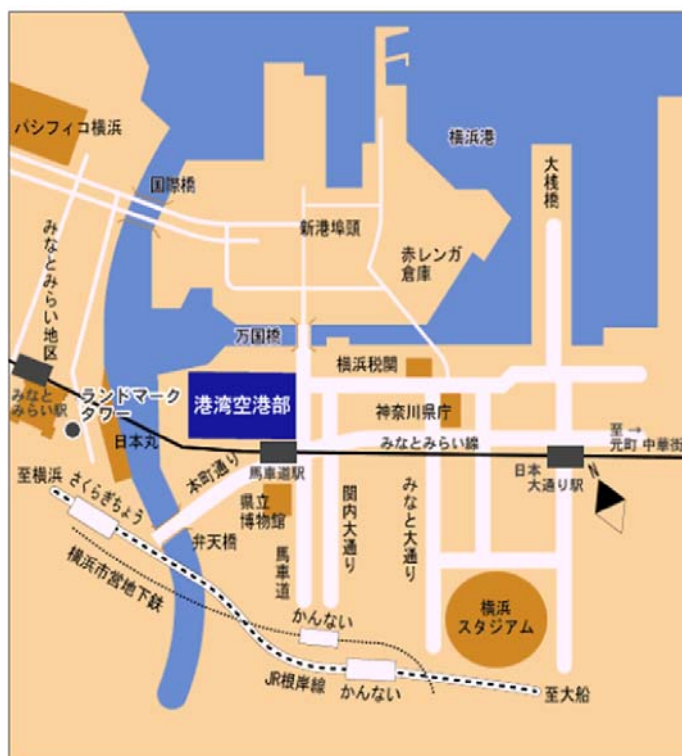 パシフィコ横浜
国際橋
横浜港
大桟橋
みなとみらい地区
新港埠頭
赤レンガ
倉庫
万国橋
横浜税関
みなと
みらい駅
ランドマーク
タワー
港湾空港部
神奈川県庁
日本丸
みなとみらい線
至→
元町 中華街
至横浜
さくらぎちょう
本町通り
馬車道駅
日本
大通り駅
N
県立
博物館
弁天橋
馬車道
関内大通り
みなと大通り
横浜市営地下鉄
かんない
横浜
スタジアム
JR根岸線
かんない
至大船